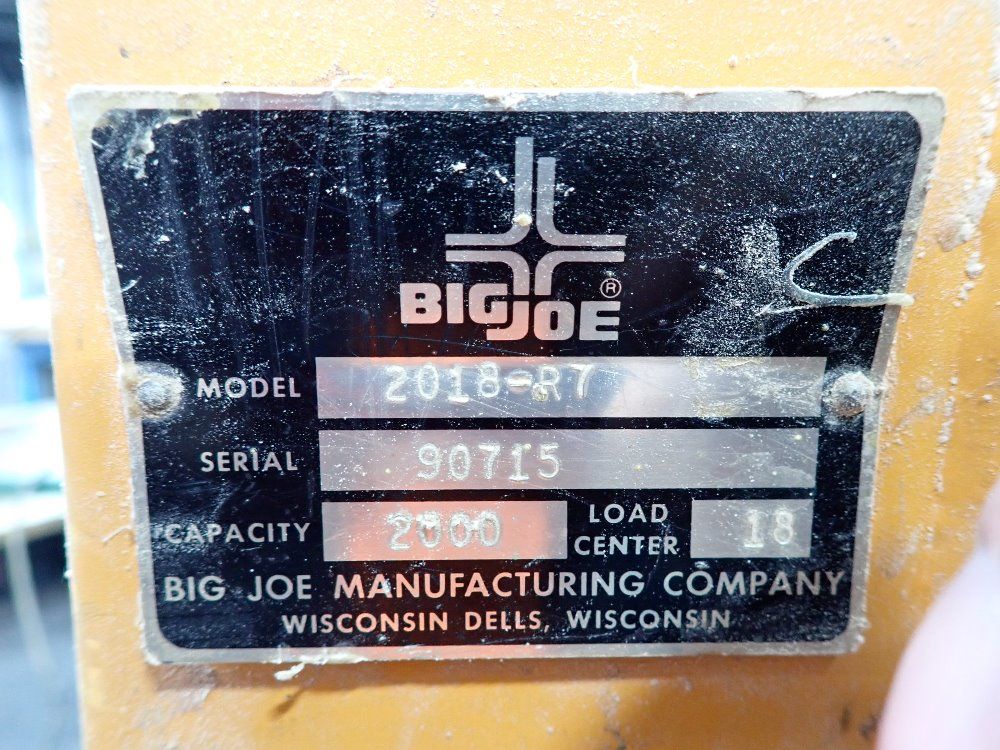 BIG JOE ®
MODEL 2018-R7
SERIAL 90715
CAPACITY 2000 LOAD CENTER 18
BIG JOE MANUFACTURING COMPANY
WISCONSIN DELLS, WISCONSIN